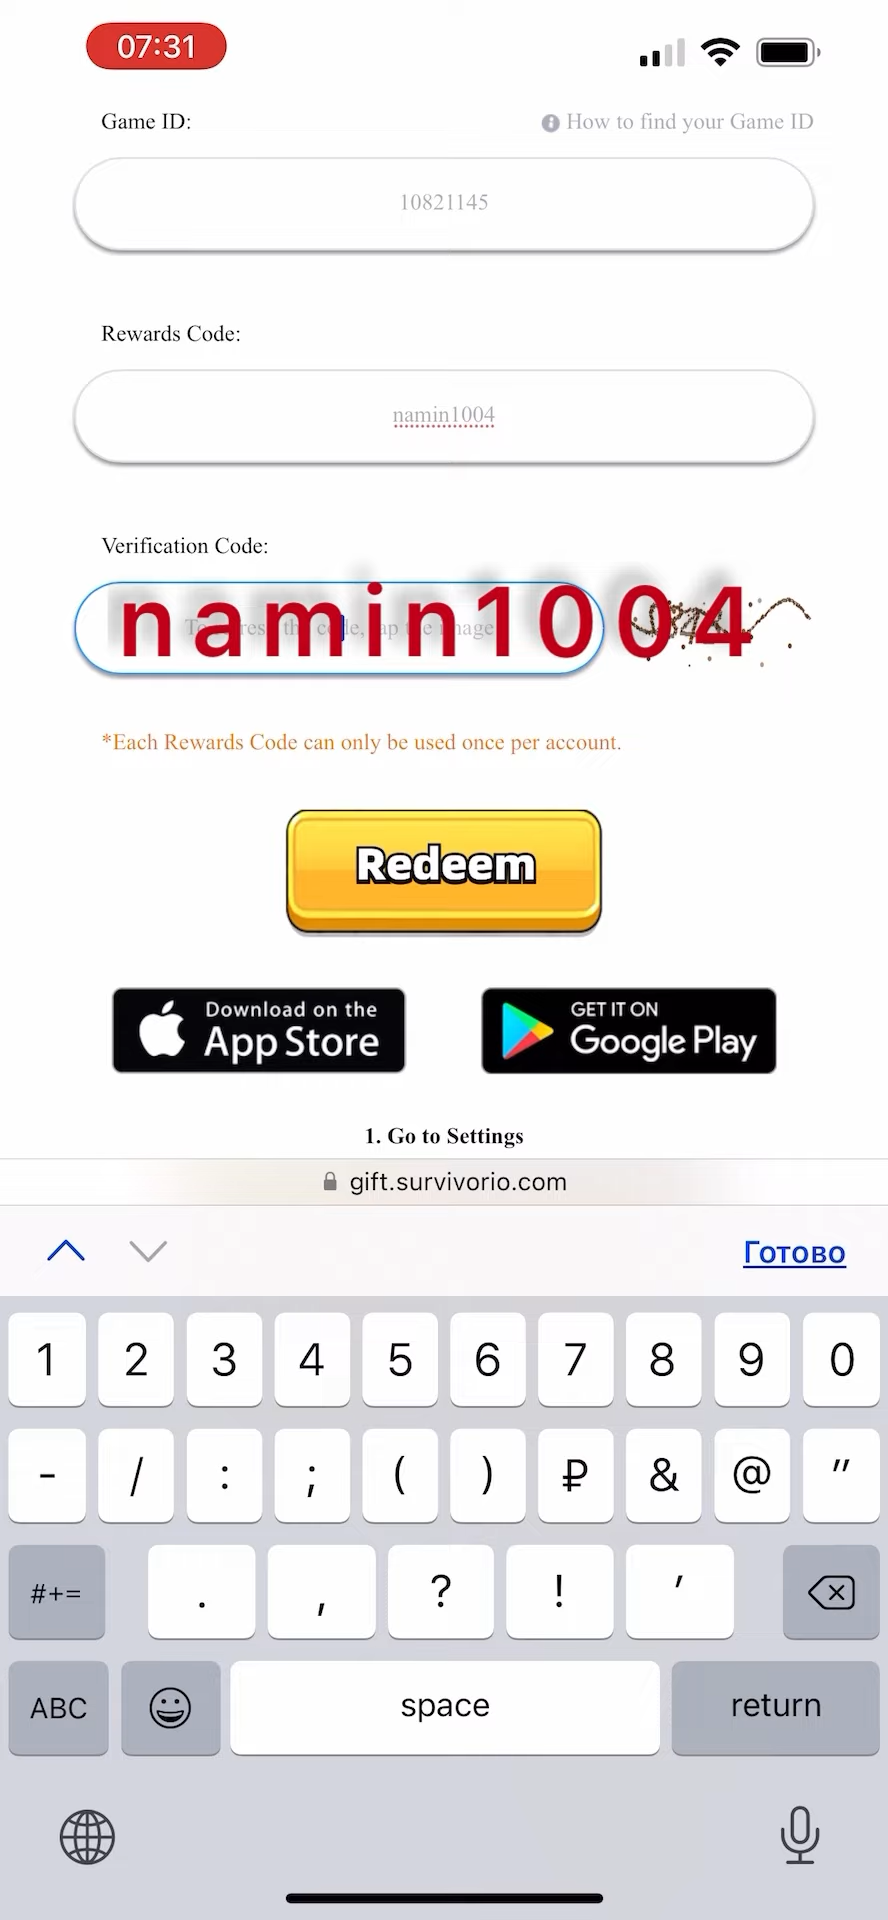 07:31
Game ID:
How to find your Game ID
10821145
Rewards Code:
namin1004
Verification Code:
namin1004
*Each Rewards Code can only be used once per account.
Redeem
Download on the
App Store
GET IT ON
Google Play
1. Go to Settings
gift.survivorio.com
Готово
1 2 3 4 5 6 7 8 9 0
- / : ; ( ) ₽ & @ "
#+= . , ? ! '
ABC space return